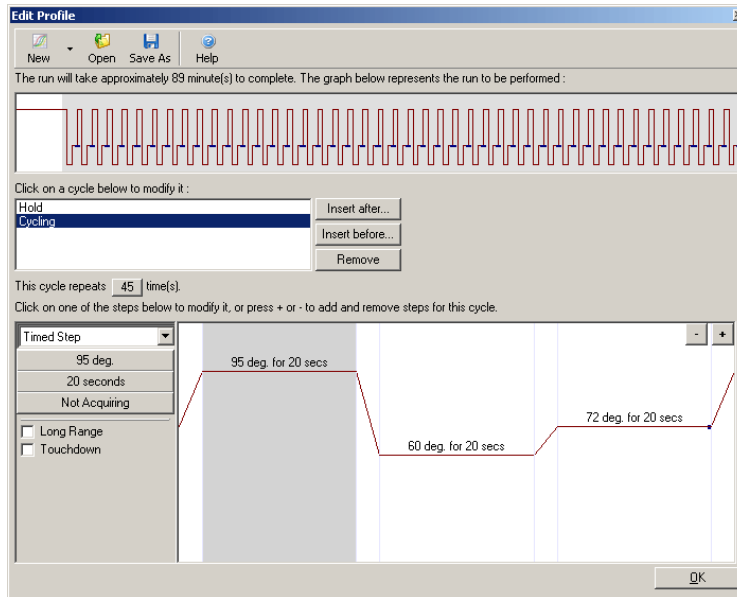 Edit Profile
New Open Save As Help
The run will take approximately 89 minute(s) to complete. The graph below represents the run to be performed :
Click on a cycle below to modify it :
Hold
Cycling
Insert after...
Insert before...
Remove
This cycle repeats 45 time(s).
Click on one of the steps below to modify it, or press + or - to add and remove steps for this cycle.
Timed Step
- +
95 deg.
20 seconds
Not Acquiring
Long Range
Touchdown
95 deg. for 20 secs
60 deg. for 20 secs
72 deg. for 20 secs
OK